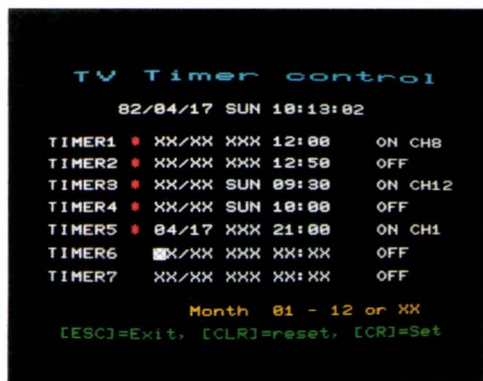 TV Timer control
82/04/17 SUN 10:13:02
TIMER1 * XX/XX XXX 12:00 ON CH8
TIMER2 * XX/XX XXX 12:50 OFF
TIMER3 * XX/XX SUN 09:30 ON CH12
TIMER4 * XX/XX SUN 10:00 OFF
TIMER5 * 04/17 XXX 21:00 ON CH1
TIMER6 XX/XX XXX XX:XX OFF
TIMER7 XX/XX XXX XX:XX OFF
Month 01 - 12 or XX
[ESC]=Exit, [CLR]=reset, [CR]=Set